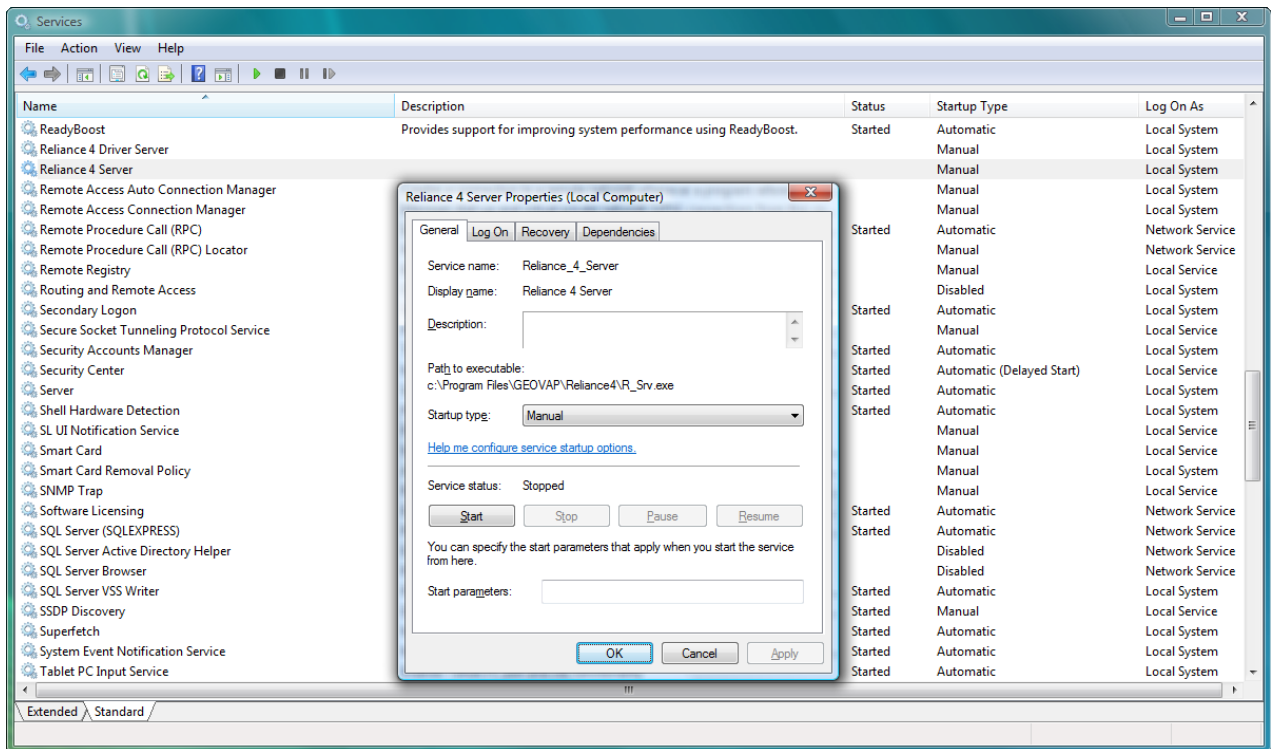 Services
File Action View Help
Name Description Status Startup Type Log On As
ReadyBoost Provides support for improving system performance using ReadyBoost. Started Automatic Local System
Reliance 4 Driver Server Manual Local System
Reliance 4 Server Manual Local System
Remote Access Auto Connection Manager Manual Local System
Remote Access Connection Manager Manual Local System
Remote Procedure Call (RPC) Started Automatic Network Service
Remote Procedure Call (RPC) Locator Manual Network Service
Remote Registry Manual Local Service
Routing and Remote Access Disabled Local System
Secondary Logon Started Automatic Local System
Secure Socket Tunneling Protocol Service Manual Local Service
Security Accounts Manager Started Automatic Local System
Security Center Started Automatic (Delayed Start) Local Service
Server Started Automatic Local System
Shell Hardware Detection Started Automatic Local System
SL UI Notification Service Manual Local Service
Smart Card Manual Local Service
Smart Card Removal Policy Manual Local System
SNMP Trap Manual Local Service
Software Licensing Started Automatic Network Service
SQL Server (SQLEXPRESS) Started Automatic Network Service
SQL Server Active Directory Helper Disabled Network Service
SQL Server Browser Disabled Network Service
SQL Server VSS Writer Started Automatic Local System
SSDP Discovery Started Manual Local Service
Superfetch Started Automatic Local System
System Event Notification Service Started Automatic Local System
Tablet PC Input Service Started Automatic Local System
Extended Standard
Reliance 4 Server Properties (Local Computer)
General Log On Recovery Dependencies
Service name: Reliance_4_Server
Display name: Reliance 4 Server
Description:
Path to executable:
c:\Program Files\GEOVAP\Reliance4\R_Srv.exe
Startup type: Manual
Help me configure service startup options.
Service status: Stopped
Start Stop Pause Resume
You can specify the start parameters that apply when you start the service
from here.
Start parameters:
OK Cancel Apply